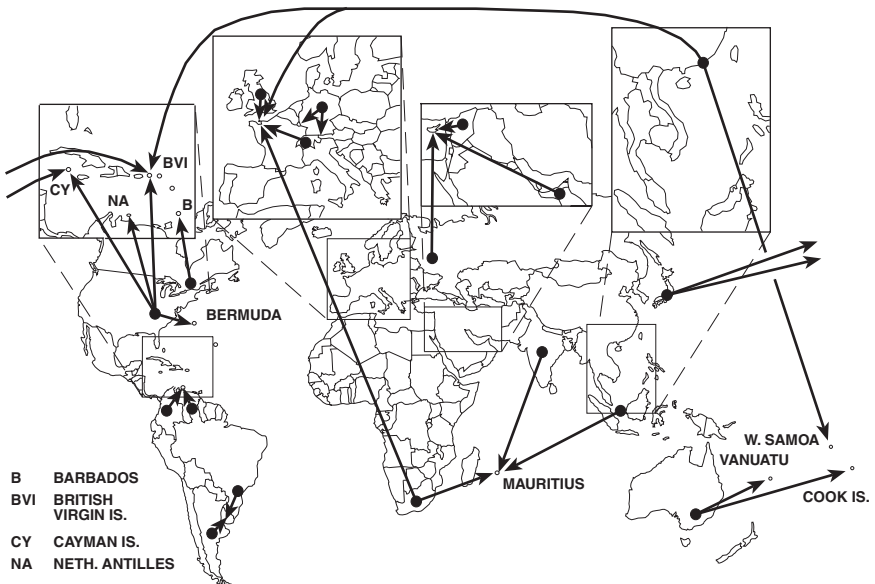 BVI
CY
NA
B
BERMUDA
W. SAMOA
VANUATU
MAURITIUS
COOK IS.
B BARBADOS
BVI BRITISH
VIRGIN IS.
CY CAYMAN IS.
NA NETH. ANTILLES